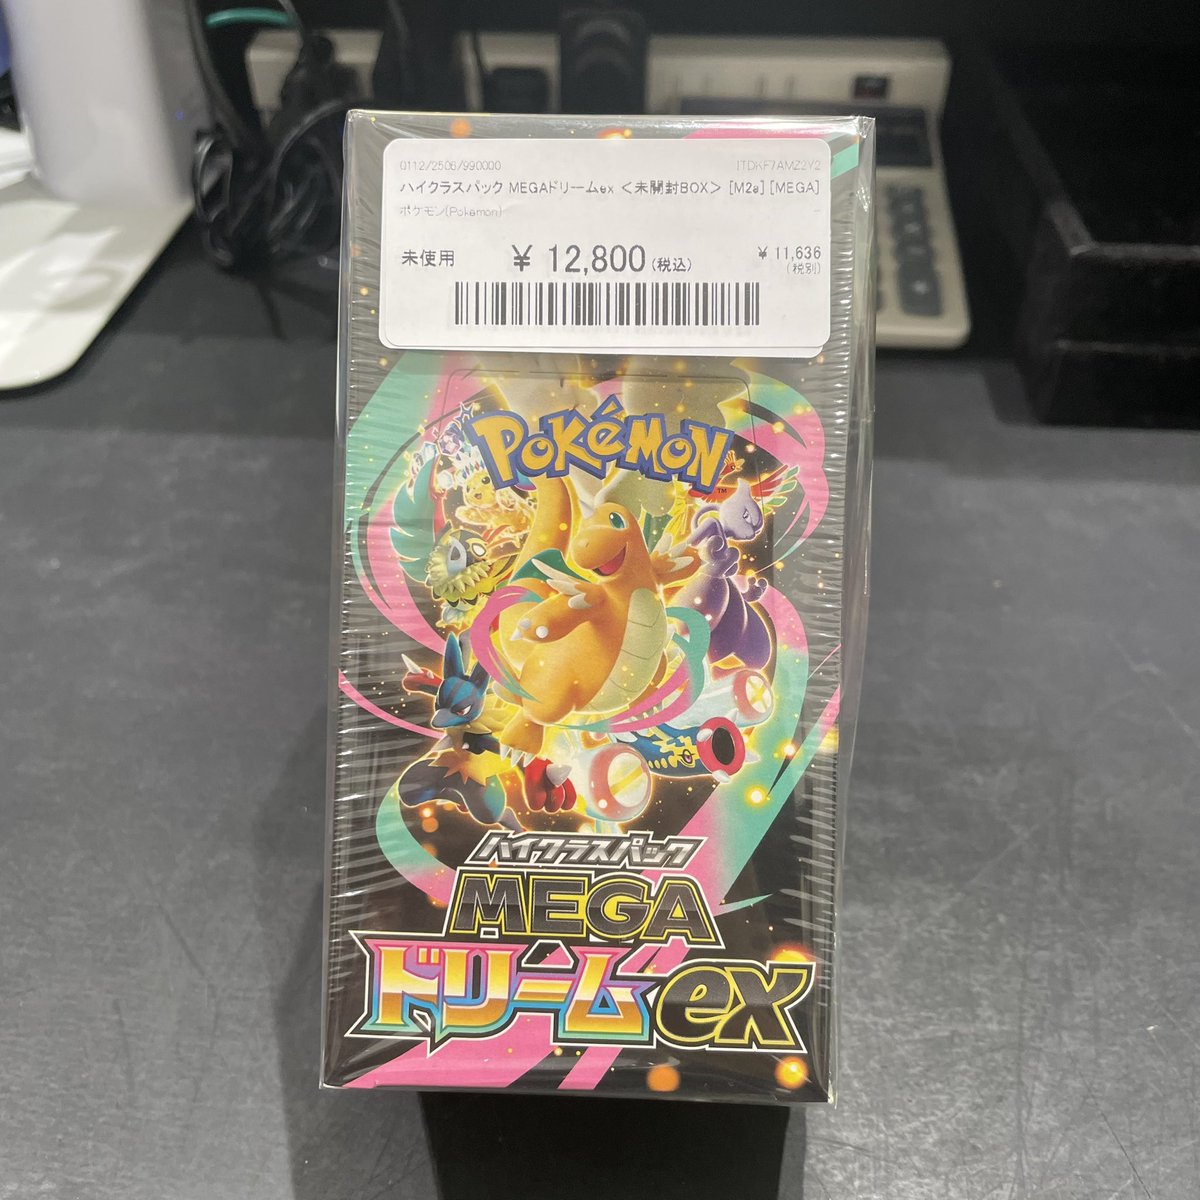 0112/2506/990000 ITDKF7AMZ2Y2
ハイクラスパック MEGAドリームex ＜未開封BOX＞ [M2a] [MEGA]
ポケモン(Pokemon) -
未使用 ¥ 12,800 (税込) ¥ 11,636 (税別)
POKéMON TM
ハイクラスパック
MEGA
ドリームex